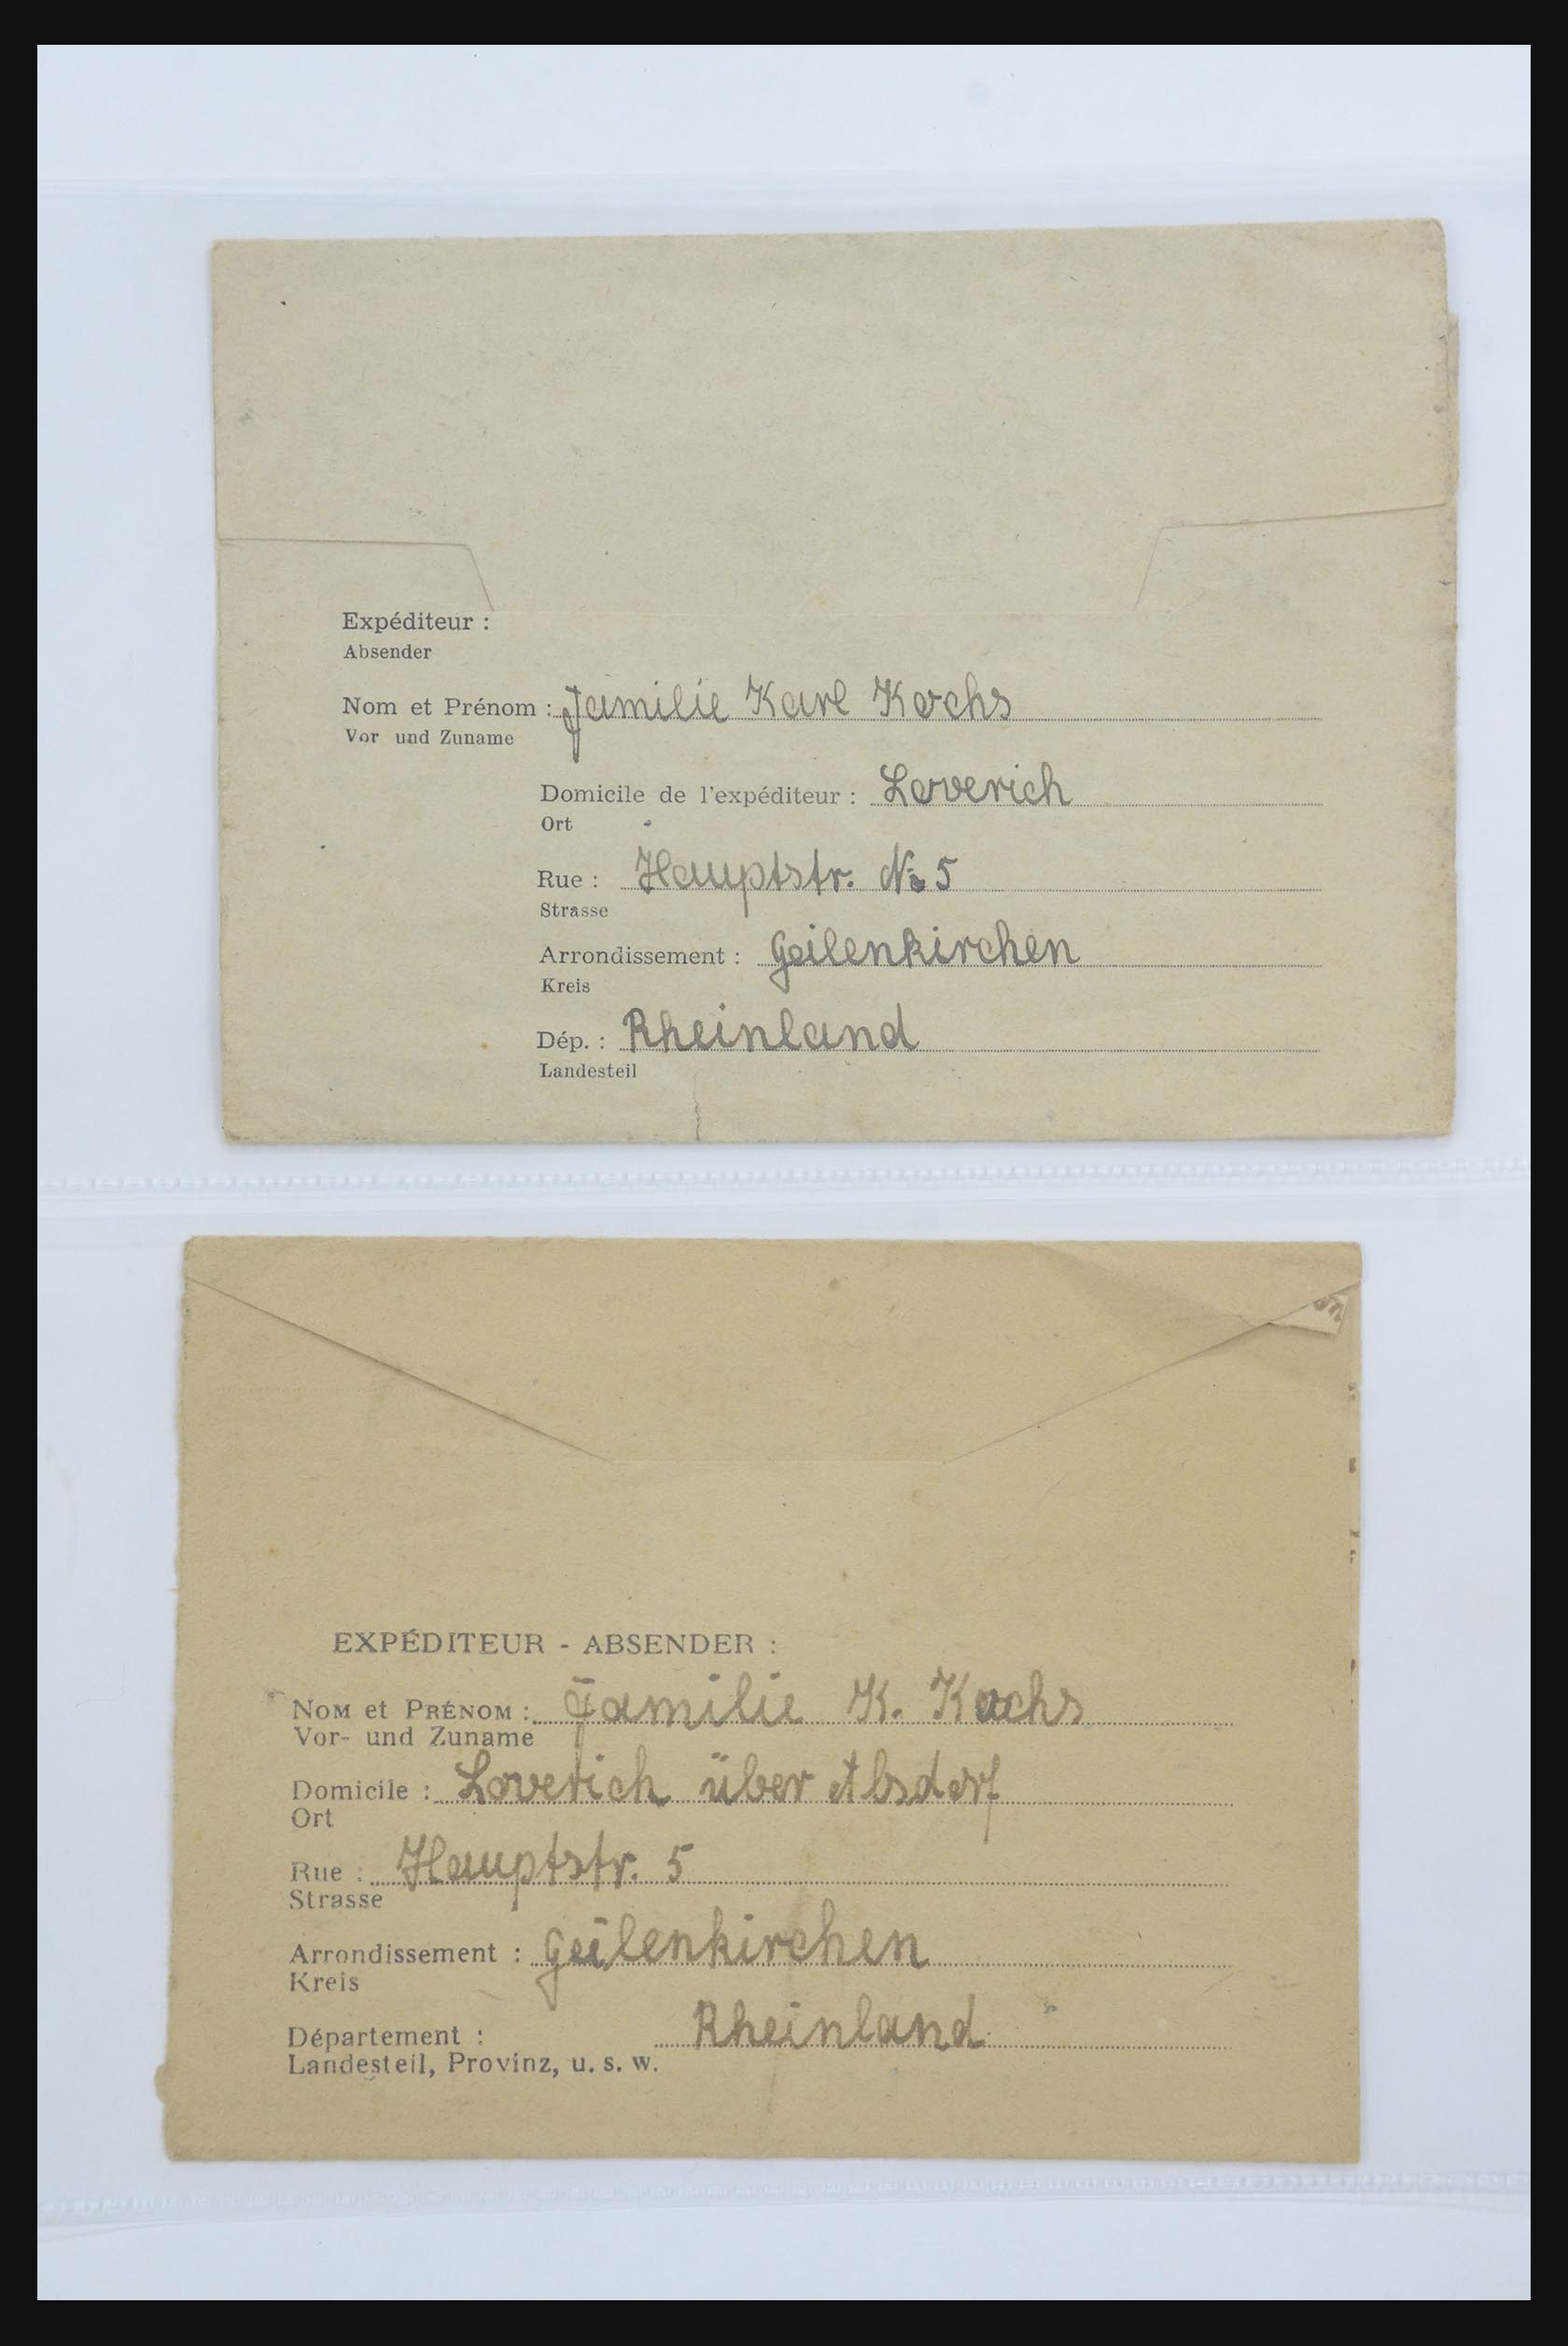 Expéditeur :
Absender
Nom et Prénom : Familie Karl Kochs
Vor und Zuname
Domicile de l'expéditeur : Loverich
Ort
Rue : Hauptstr. № 5
Strasse
Arrondissement : Geilenkirchen
Kreis
Dép. : Rheinland
Landesteil
EXPÉDITEUR - ABSENDER :
NOM et PRÉNOM : Familie K. Kochs
Vor- und Zuname
Domicile : Loverich über Alsdorf
Ort
Rue : Hauptstr. 5
Strasse
Arrondissement : Geilenkirchen
Kreis
Département : Rheinland
Landesteil, Provinz, u. s. w.